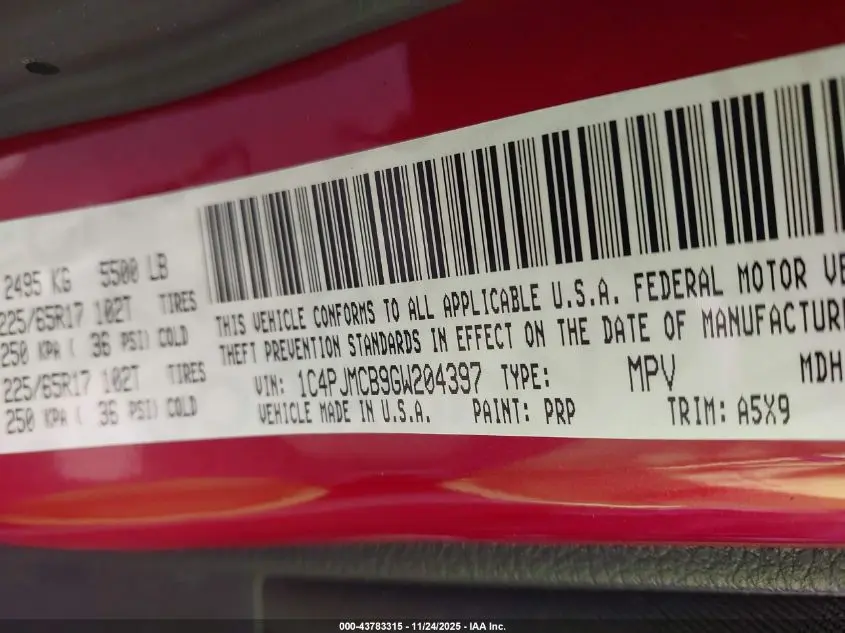 2495 KG 5500 LB
225/65R17 102T TIRES
250 KPA ( 36 PSI) COLD
225/65R17 102T TIRES
250 KPA ( 36 PSI) COLD
THIS VEHICLE CONFORMS TO ALL APPLICABLE U.S.A. FEDERAL MOTOR VE
THEFT PREVENTION STANDARDS IN EFFECT ON THE DATE OF MANUFACTUR
VIN: 1C4PJMCB9GW204397 TYPE: MPV MDH
VEHICLE MADE IN U.S.A. PAINT: PRP TRIM: A5X9
000-43783315 - 11/24/2025 - IAA Inc.